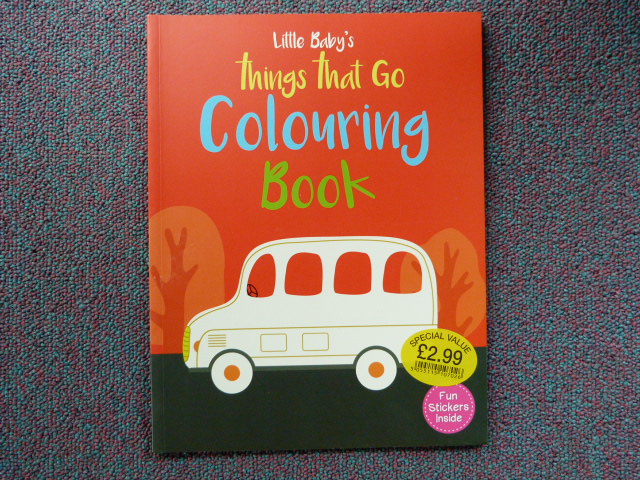 Little Baby's
Things That Go
Colouring
Book
SPECIAL VALUE
£2.99
Fun
Stickers
Inside